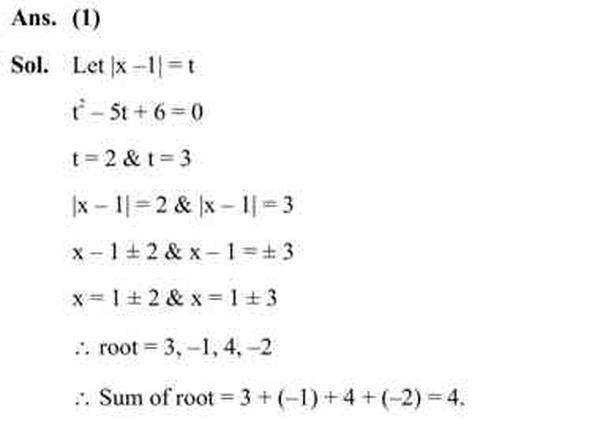 Ans. (1)
Sol. Let |x –1| = t
t² – 5t + 6 = 0
t = 2 & t = 3
|x – 1| = 2 & |x – 1| = 3
x – 1 ± 2 & x – 1 = ± 3
x = 1 ± 2 & x = 1 ± 3
∴ root = 3, –1, 4, –2
∴ Sum of root = 3 + (–1) + 4 + (–2) = 4.